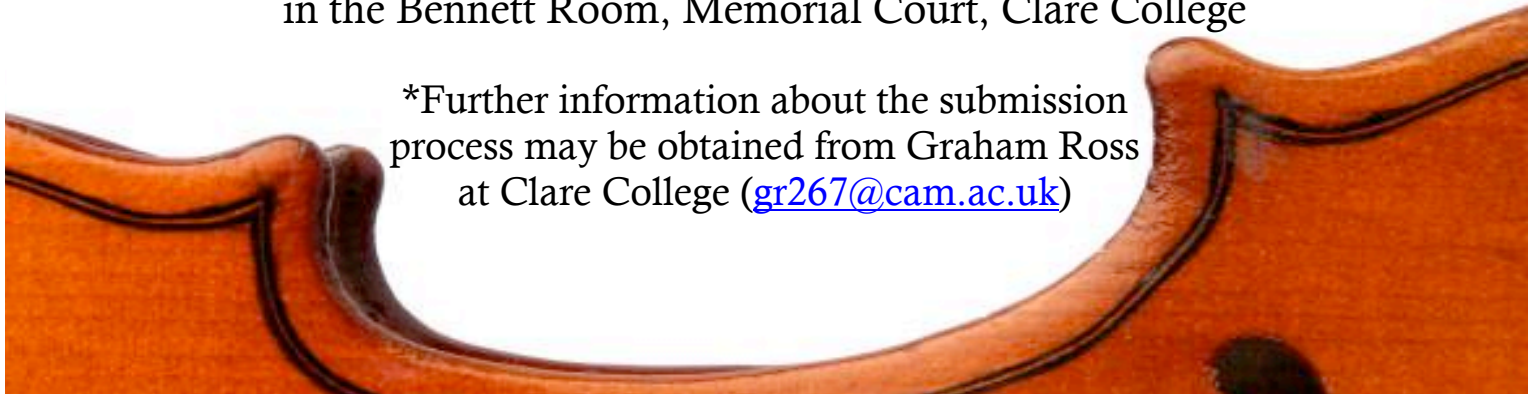 in the Bennett Room, Memorial Court, Clare College
*Further information about the submission
process may be obtained from Graham Ross
at Clare College (gr267@cam.ac.uk)